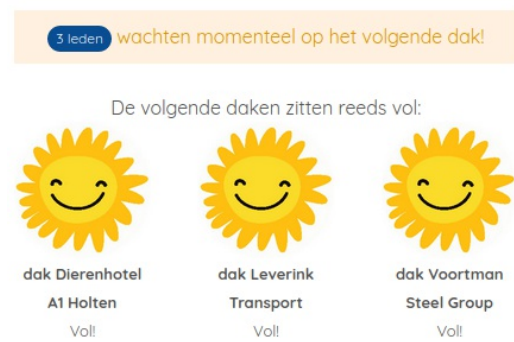 3 leden wachten momenteel op het volgende dak!
De volgende daken zitten reeds vol:
dak Dierenhotel
A1 Holten
Vol!
dak Leverink
Transport
Vol!
dak Voortman
Steel Group
Vol!